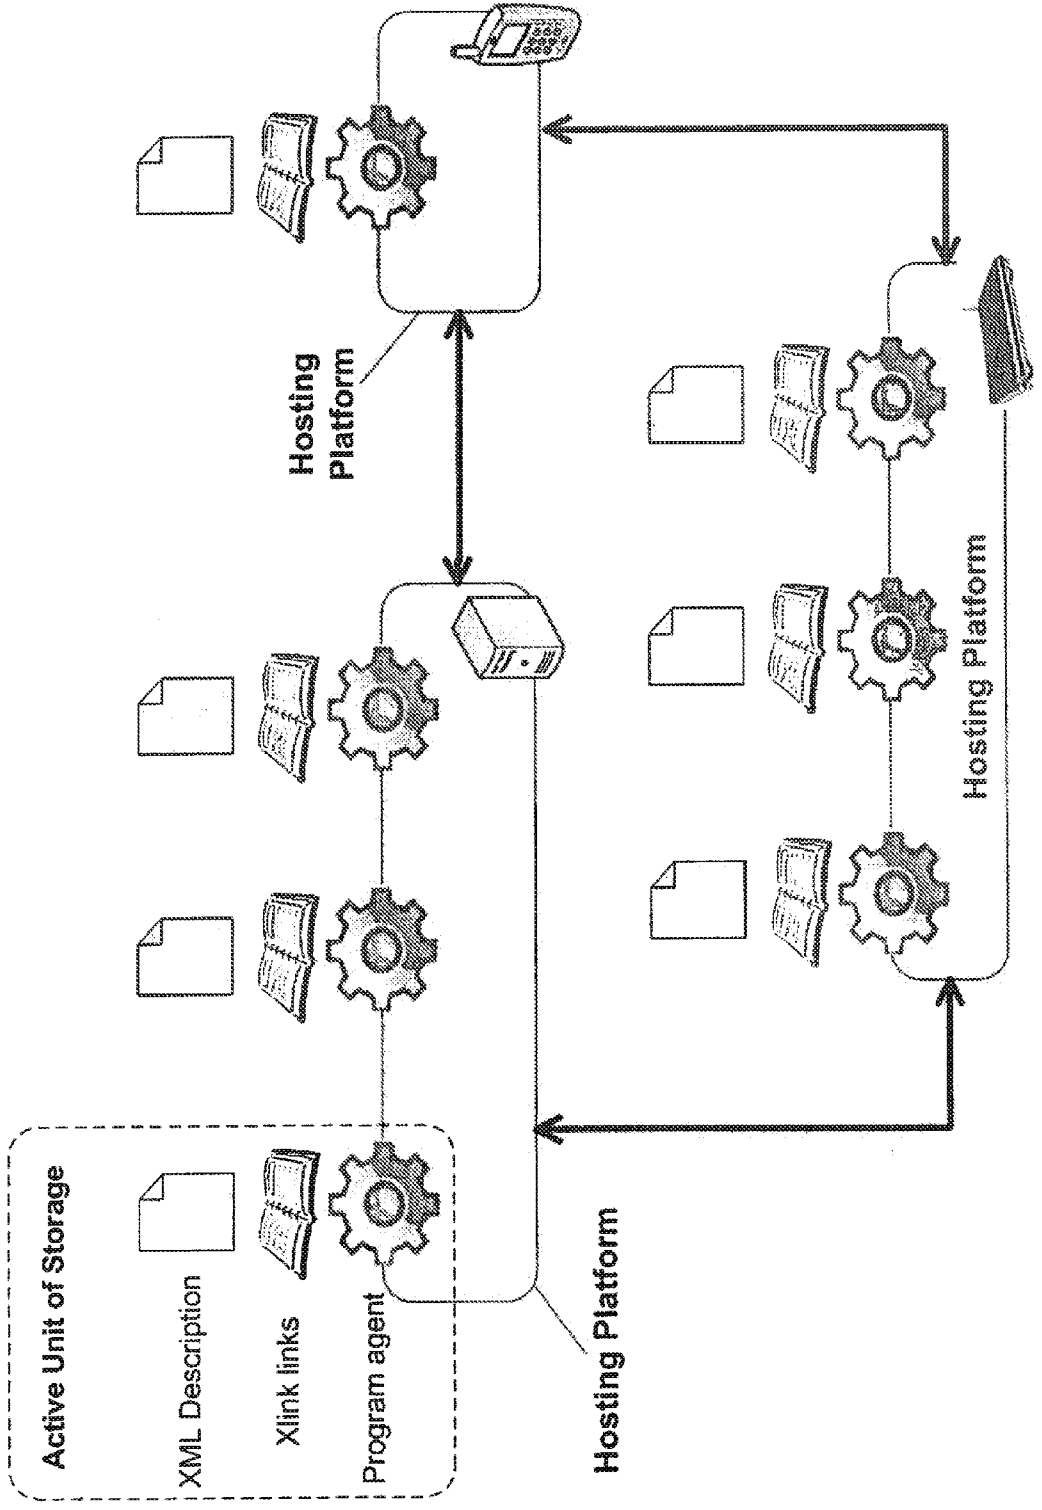 Active Unit of Storage
XML Description
Xlink links
Program agent
Hosting Platform
Hosting
Platform
Hosting Platform